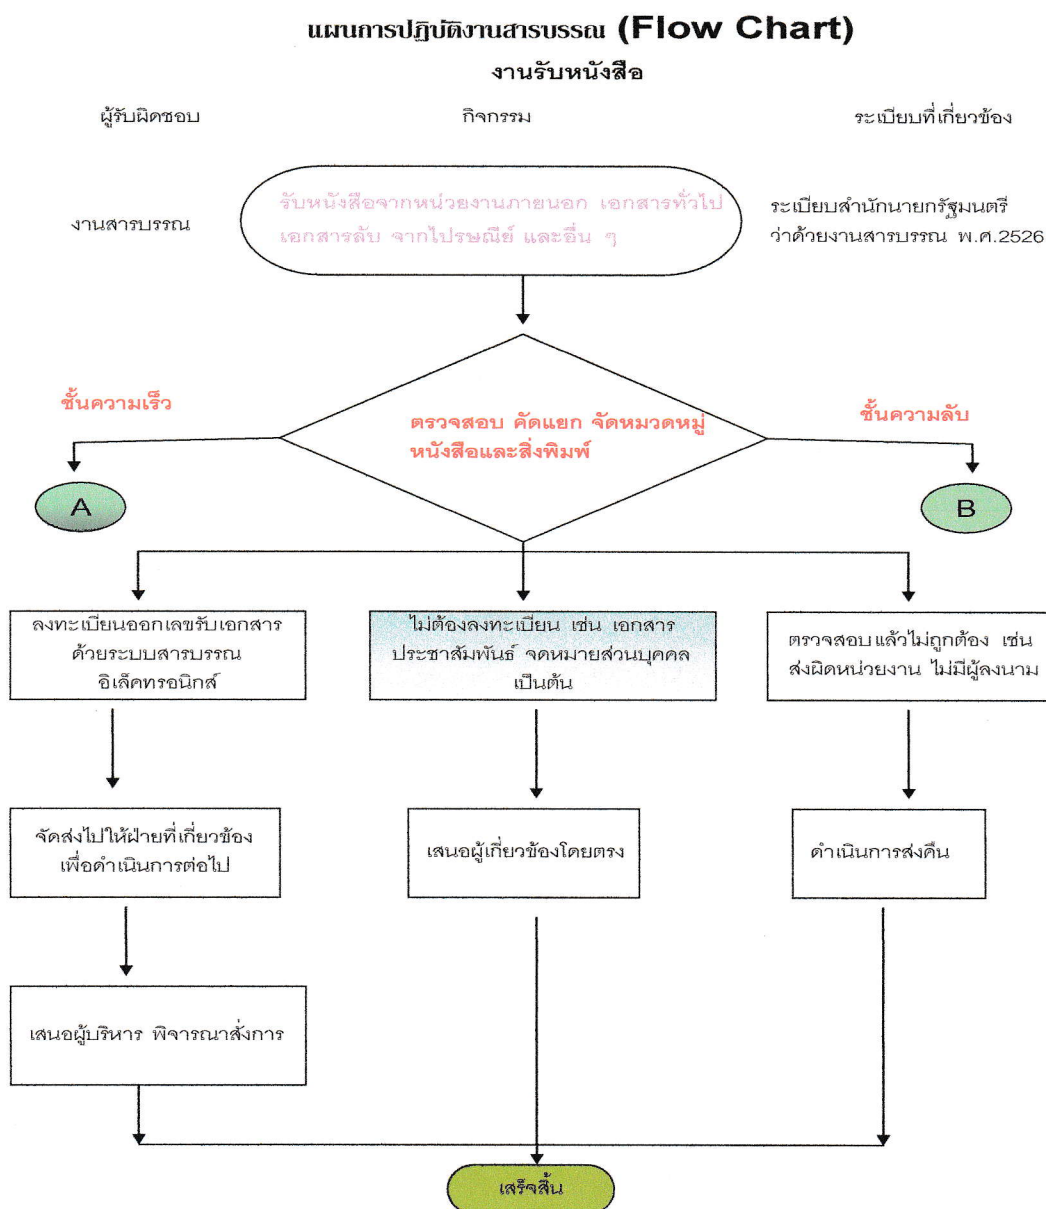 แผนการปฏิบัติงานสารบรรณ (Flow Chart)
งานรับหนังสือ
ผู้รับผิดชอบ
กิจกรรม
ระเบียบที่เกี่ยวข้อง
งานสารบรรณ
รับหนังสือจากหน่วยงานภายนอก เอกสารทั่วไป
เอกสารลับ จากไปรษณีย์ และอื่น ๆ
ระเบียบสำนักนายกรัฐมนตรี
ว่าด้วยงานสารบรรณ พ.ศ.2526
ชั้นความเร็ว
ตรวจสอบ คัดแยก จัดหมวดหมู่
หนังสือและสิ่งพิมพ์
ชั้นความลับ
A
B
ลงทะเบียนออกเลขรับเอกสาร
ด้วยระบบสารบรรณ
อิเล็คทรอนิกส์
ไม่ต้องลงทะเบียน เช่น เอกสาร
ประชาสัมพันธ์ จดหมายส่วนบุคคล
เป็นต้น
ตรวจสอบแล้วไม่ถูกต้อง เช่น
ส่งผิดหน่วยงาน ไม่มีผู้ลงนาม
จัดส่งไปให้ฝ่ายที่เกี่ยวข้อง
เพื่อดำเนินการต่อไป
เสนอผู้เกี่ยวข้องโดยตรง
ดำเนินการส่งคืน
เสนอผู้บริหาร พิจารณาสั่งการ
เสร็จสิ้น